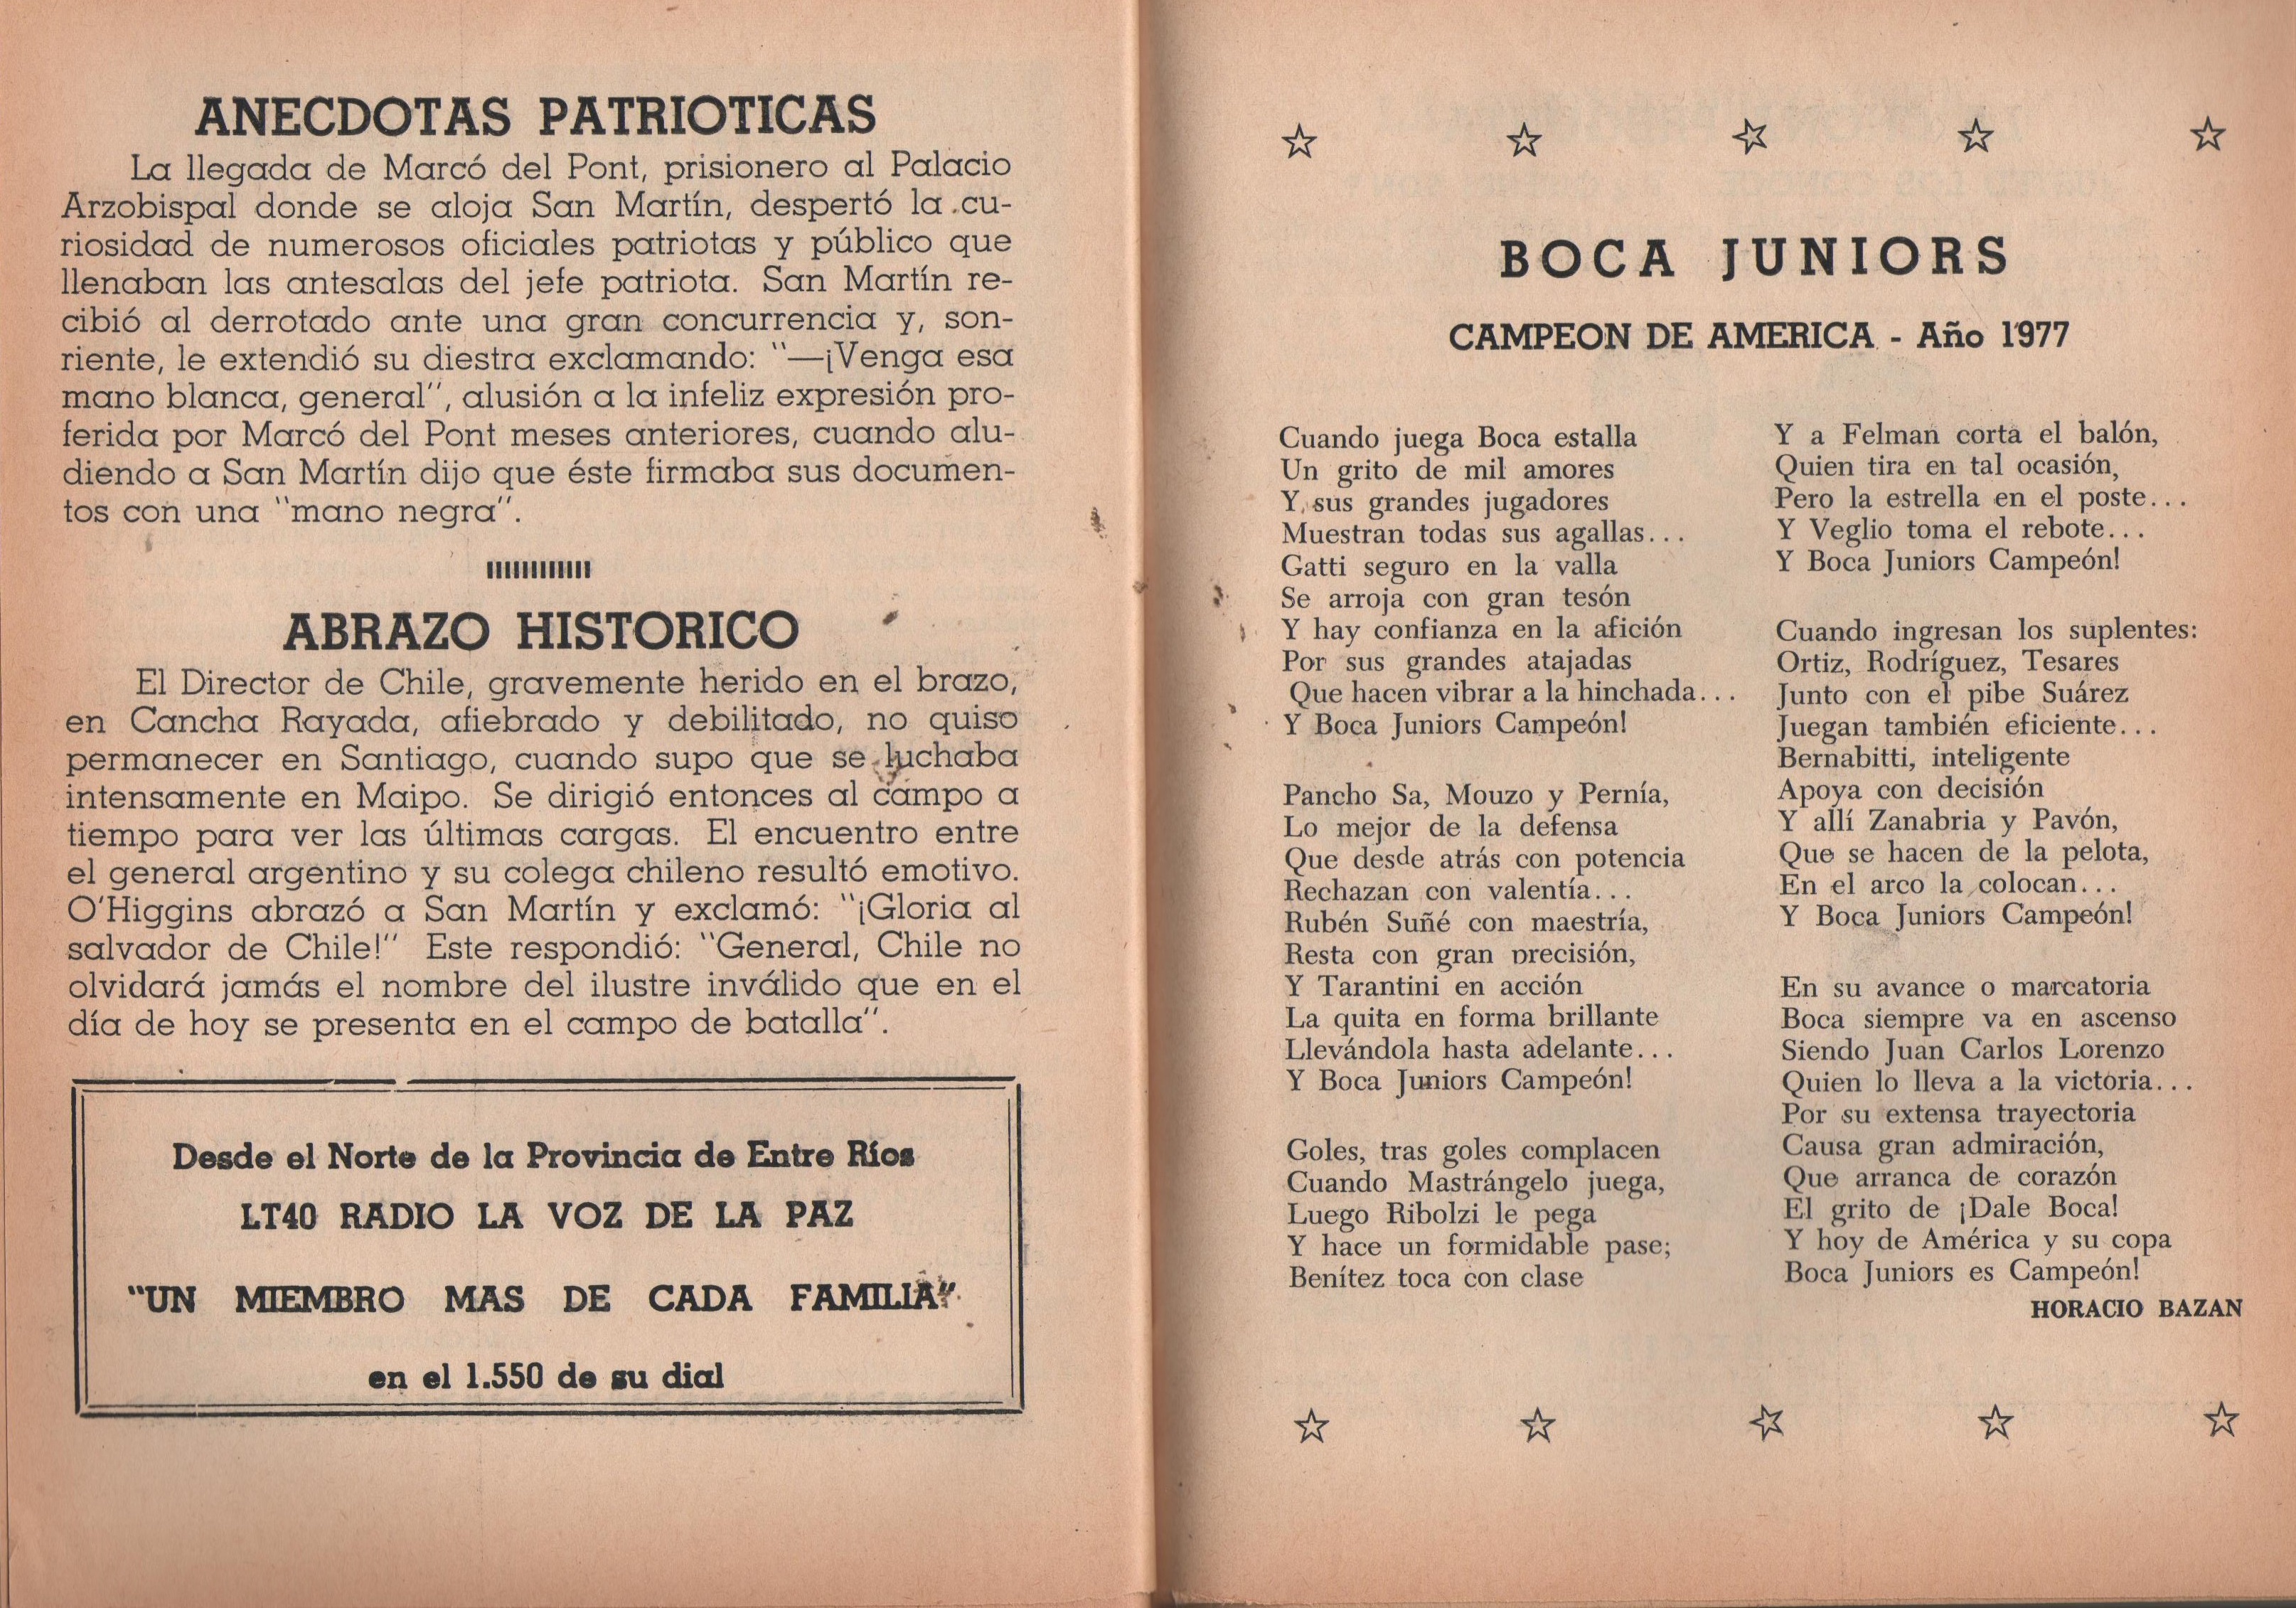 ANECDOTAS PATRIOTICAS
La llegada de Marcó del Pont, prisionero al Palacio
Arzobispal donde se aloja San Martín, despertó la cu-
riosidad de numerosos oficiales patriotas y público que
llenaban las antesalas del jefe patriota. San Martín re-
cibió al derrotado ante una gran concurrencia y, son-
riente, le extendió su diestra exclamando: "—¡Venga esa
mano blanca, general", alusión a la infeliz expresión pro-
ferida por Marcó del Pont meses anteriores, cuando alu-
diendo a San Martín dijo que éste firmaba sus documen-
tos con una "mano negra".
ABRAZO HISTORICO
El Director de Chile, gravemente herido en el brazo,
en Cancha Rayada, afiebrado y debilitado, no quiso
permanecer en Santiago, cuando supo que se luchaba
intensamente en Maipo. Se dirigió entonces al campo a
tiempo para ver las últimas cargas. El encuentro entre
el general argentino y su colega chileno resultó emotivo.
O'Higgins abrazó a San Martín y exclamó: "¡Gloria al
salvador de Chile!" Este respondió: "General, Chile no
olvidará jamás el nombre del ilustre inválido que en el
día de hoy se presenta en el campo de batalla".
Desde el Norte de la Provincia de Entre Ríos
LT40 RADIO LA VOZ DE LA PAZ
"UN MIEMBRO MAS DE CADA FAMILIA"
en el 1.550 de su dial
BOCA JUNIORS
CAMPEON DE AMERICA - Año 1977
Cuando juega Boca estalla
Un grito de mil amores
Y sus grandes jugadores
Muestran todas sus agallas...
Gatti seguro en la valla
Se arroja con gran tesón
Y hay confianza en la afición
Por sus grandes atajadas
Que hacen vibrar a la hinchada...
Y Boca Juniors Campeón!
Pancho Sa, Mouzo y Pernía,
Lo mejor de la defensa
Que desde atrás con potencia
Rechazan con valentía...
Rubén Suñé con maestría,
Resta con gran precisión,
Y Tarantini en acción
La quita en forma brillante
Llevándola hasta adelante...
Y Boca Juniors Campeón!
Goles, tras goles complacen
Cuando Mastrángelo juega,
Luego Ribolzi le pega
Y hace un formidable pase;
Benítez toca con clase
Y a Felman corta el balón,
Quien tira en tal ocasión,
Pero la estrella en el poste...
Y Veglio toma el rebote...
Y Boca Juniors Campeón!
Cuando ingresan los suplentes:
Ortiz, Rodríguez, Tesares
Junto con el pibe Suárez
Juegan también eficiente...
Bernabitti, inteligente
Apoya con decisión
Y allí Zanabria y Pavón,
Que se hacen de la pelota,
En el arco la colocan...
Y Boca Juniors Campeón!
En su avance o marcatoria
Boca siempre va en ascenso
Siendo Juan Carlos Lorenzo
Quien lo lleva a la victoria...
Por su extensa trayectoria
Causa gran admiración,
Que arranca de corazón
El grito de ¡Dale Boca!
Y hoy de América y su copa
Boca Juniors es Campeón!
HORACIO BAZAN